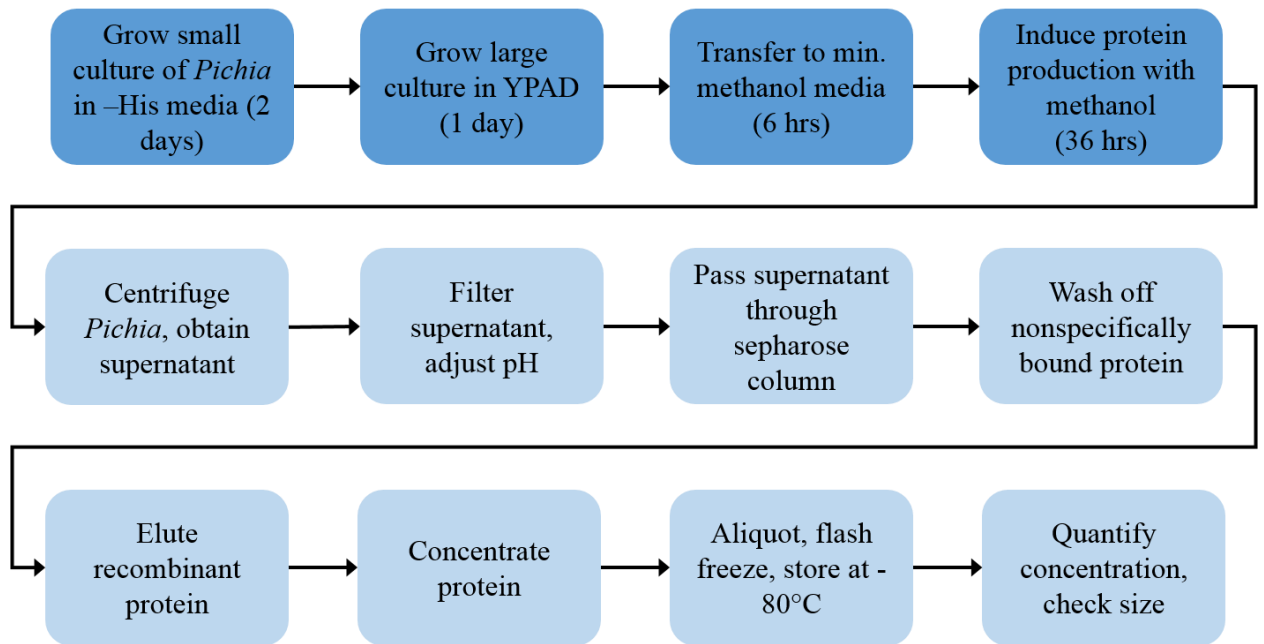 Grow small
culture of Pichia
in –His media (2
days)
Grow large
culture in YPAD
(1 day)
Transfer to min.
methanol media
(6 hrs)
Induce protein
production with
methanol
(36 hrs)
Centrifuge
Pichia, obtain
supernatant
Filter
supernatant,
adjust pH
Pass supernatant
through
sepharose
column
Wash off
nonspecifically
bound protein
Elute
recombinant
protein
Concentrate
protein
Aliquot, flash
freeze, store at -
80°C
Quantify
concentration,
check size